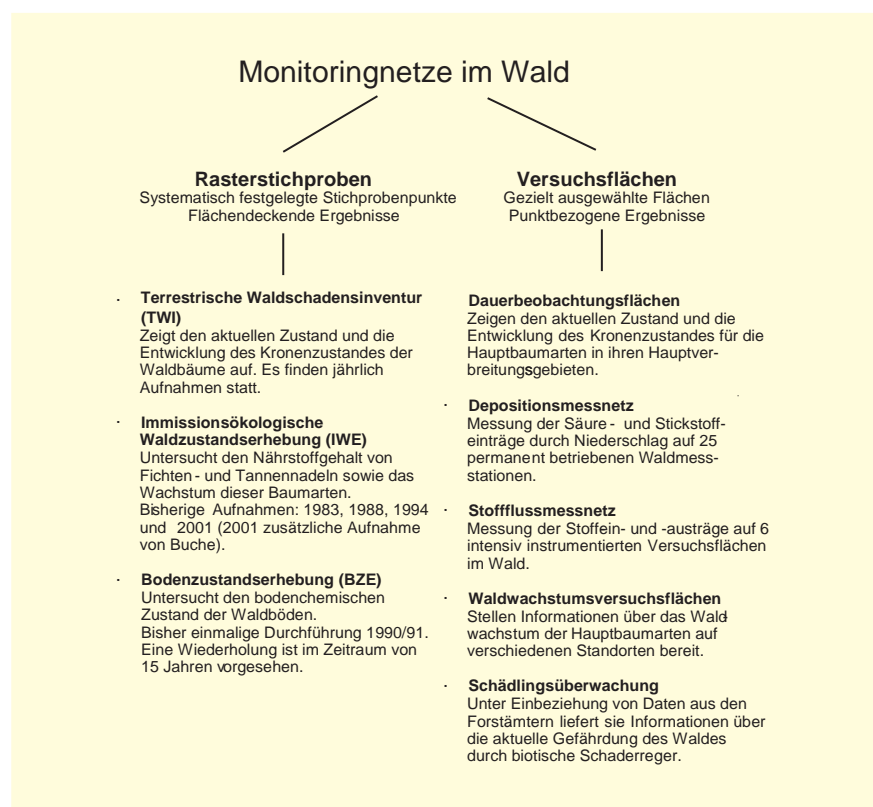 Monitoringnetze im Wald
Rasterstichproben
Systematisch festgelegte Stichprobenpunkte
Flächendeckende Ergebnisse
· Terrestrische Waldschadensinventur
(TWI)
Zeigt den aktuellen Zustand und die
Entwicklung des Kronenzustandes der
Waldbäume auf. Es finden jährlich
Aufnahmen statt.
· Immissionsökologische
Waldzustandserhebung (IWE)
Untersucht den Nährstoffgehalt von
Fichten- und Tannennadeln sowie das
Wachstum dieser Baumarten.
Bisherige Aufnahmen: 1983, 1988, 1994
und 2001 (2001 zusätzliche Aufnahme
von Buche).
· Bodenzustandserhebung (BZE)
Untersucht den bodenchemischen
Zustand der Waldböden.
Bisher einmalige Durchführung 1990/91.
Eine Wiederholung ist im Zeitraum von
15 Jahren vorgesehen.
Versuchsflächen
Gezielt ausgewählte Flächen
Punktbezogene Ergebnisse
Dauerbeobachtungsflächen
Zeigen den aktuellen Zustand und die
Entwicklung des Kronenzustandes für die
Hauptbaumarten in ihren Hauptver-
breitungsgebieten.
· Depositionsmessnetz
Messung der Säure- und Stickstoff-
einträge durch Niederschlag auf 25
permanent betriebenen Waldmess-
stationen.
· Stoffflussmessnetz
Messung der Stoffein- und -austräge auf 6
intensiv instrumentierten Versuchsflächen
im Wald.
· Waldwachstumsversuchsflächen
Stellen Informationen über das Wald-
wachstum der Hauptbaumarten auf
verschiedenen Standorten bereit.
· Schädlingsüberwachung
Unter Einbeziehung von Daten aus den
Forstämtern liefert sie Informationen über
die aktuelle Gefährdung des Waldes
durch biotische Schaderreger.